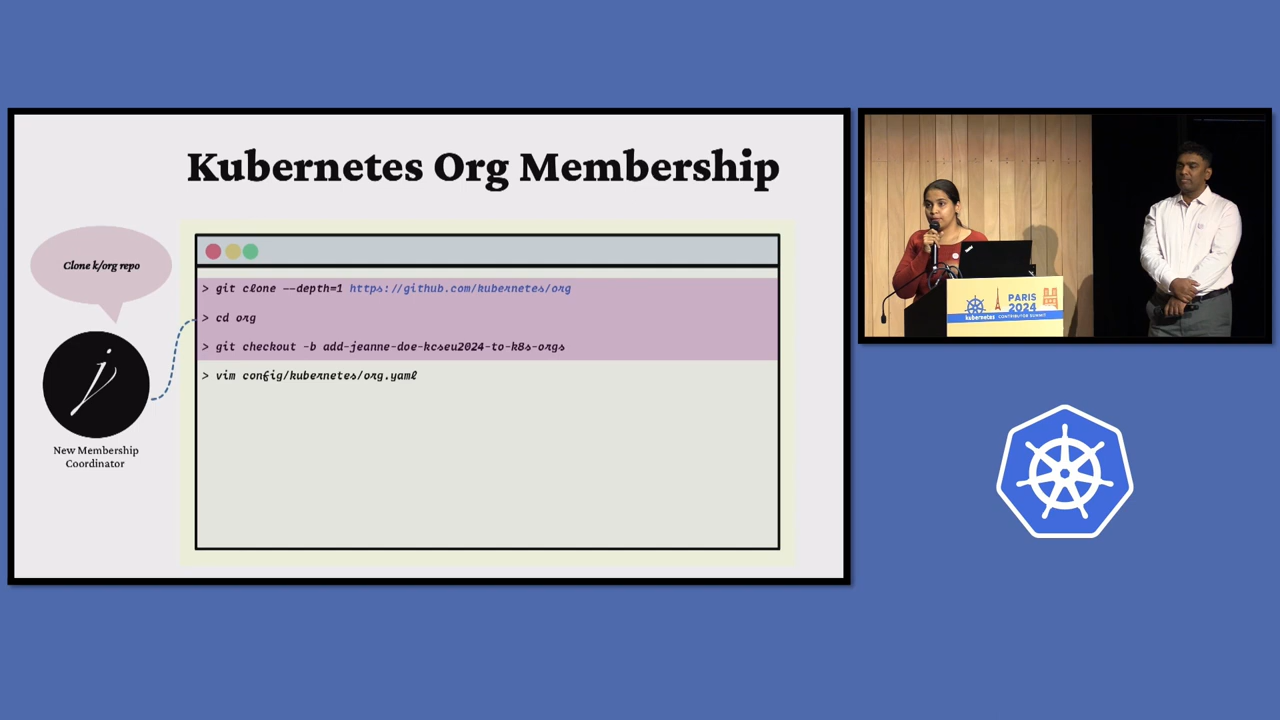 Kubernetes Org Membership
Clone k/org repo
> git clone --depth=1 https://github.com/kubernetes/org
> cd org
> git checkout -b add-jeanne-doe-kcseu2024-to-k8s-orgs
> vim config/kubernetes/org.yaml
j
New Membership
Coordinator
PARIS
2024
kubernetes CONTRIBUTOR SUMMIT